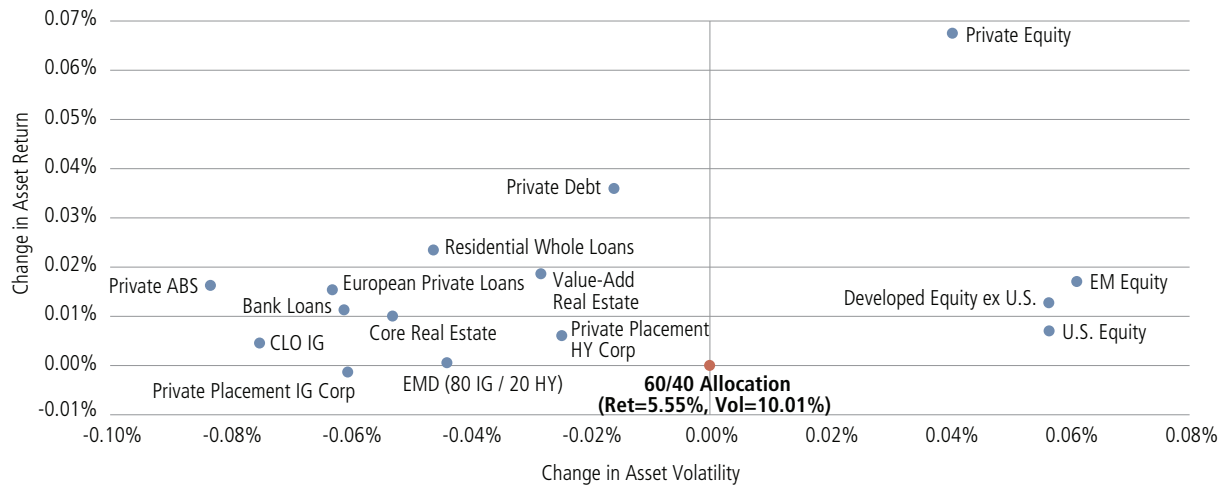 0.07%
Private Equity
0.06%
0.05%
0.04%
Private Debt
0.03%
Residential Whole Loans
0.02%
Private ABS
European Private Loans
Value-Add
Real Estate
EM Equity
Developed Equity ex U.S.
Bank Loans
0.01%
Core Real Estate
Private Placement
HY Corp
U.S. Equity
CLO IG
0.00%
Private Placement IG Corp
EMD (80 IG / 20 HY)
60/40 Allocation
(Ret=5.55%, Vol=10.01%)
-0.01%
Change in Asset Return
-0.10% -0.08% -0.06% -0.04% -0.02% 0.00% 0.02% 0.04% 0.06% 0.08%
Change in Asset Volatility